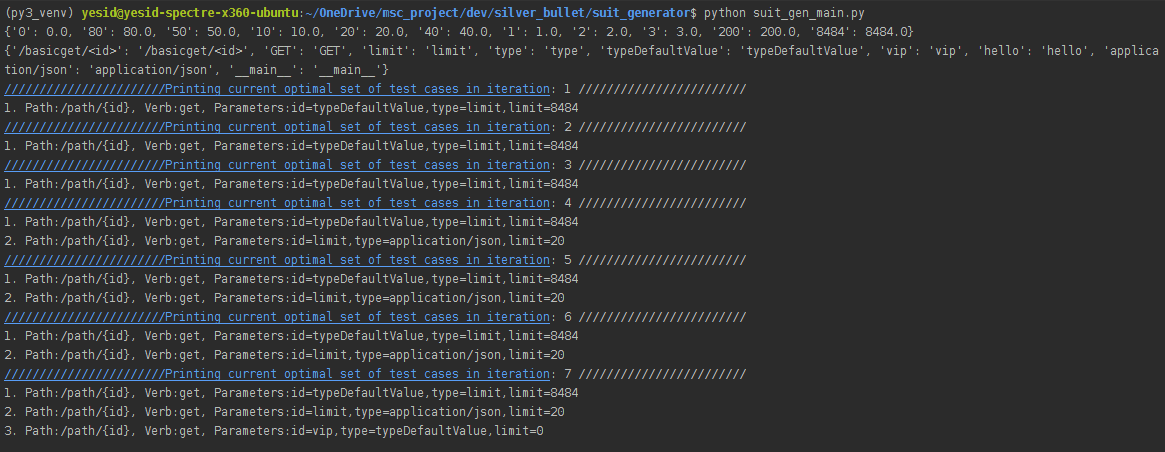 (py3_venv) yesid@yesid-spectre-x360-ubuntu:~/OneDrive/msc_project/dev/silver_bullet/suit_generator$ python suit_gen_main.py
{'0': 0.0, '80': 80.0, '50': 50.0, '10': 10.0, '20': 20.0, '40': 40.0, '1': 1.0, '2': 2.0, '3': 3.0, '200': 200.0, '8484': 8484.0}
{'/basicget/<id>': '/basicget/<id>', 'GET': 'GET', 'limit': 'limit', 'type': 'type', 'typeDefaultValue': 'typeDefaultValue', 'vip': 'vip', 'hello': 'hello', 'applica
tion/json': 'application/json', '__main__': '__main__'}
///////////////////////Printing current optimal set of test cases in iteration: 1 ////////////////////////
1. Path:/path/{id}, Verb:get, Parameters:id=typeDefaultValue,type=limit,limit=8484
///////////////////////Printing current optimal set of test cases in iteration: 2 ////////////////////////
1. Path:/path/{id}, Verb:get, Parameters:id=typeDefaultValue,type=limit,limit=8484
///////////////////////Printing current optimal set of test cases in iteration: 3 ////////////////////////
1. Path:/path/{id}, Verb:get, Parameters:id=typeDefaultValue,type=limit,limit=8484
///////////////////////Printing current optimal set of test cases in iteration: 4 ////////////////////////
1. Path:/path/{id}, Verb:get, Parameters:id=typeDefaultValue,type=limit,limit=8484
2. Path:/path/{id}, Verb:get, Parameters:id=limit,type=application/json,limit=20
///////////////////////Printing current optimal set of test cases in iteration: 5 ////////////////////////
1. Path:/path/{id}, Verb:get, Parameters:id=typeDefaultValue,type=limit,limit=8484
2. Path:/path/{id}, Verb:get, Parameters:id=limit,type=application/json,limit=20
///////////////////////Printing current optimal set of test cases in iteration: 6 ////////////////////////
1. Path:/path/{id}, Verb:get, Parameters:id=typeDefaultValue,type=limit,limit=8484
2. Path:/path/{id}, Verb:get, Parameters:id=limit,type=application/json,limit=20
///////////////////////Printing current optimal set of test cases in iteration: 7 ////////////////////////
1. Path:/path/{id}, Verb:get, Parameters:id=typeDefaultValue,type=limit,limit=8484
2. Path:/path/{id}, Verb:get, Parameters:id=limit,type=application/json,limit=20
3. Path:/path/{id}, Verb:get, Parameters:id=vip,type=typeDefaultValue,limit=0